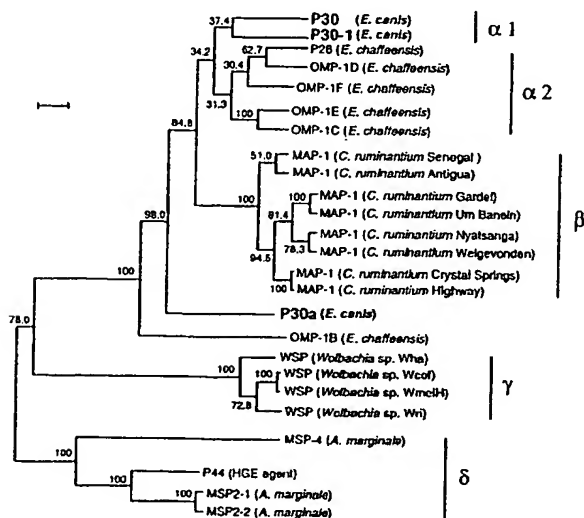 P30 (E. canis)
P30-1 (E. canis)
α 1
P28 (E. chaffeensis)
OMP-1D (E. chaffeensis)
OMP-1F (E. chaffeensis)
OMP-1E (E. chaffeensis)
OMP-1C (E. chaffeensis)
α 2
MAP-1 (C. ruminantium Senegal)
MAP-1 (C. ruminantium Antigua)
MAP-1 (C. ruminantium Gardel)
MAP-1 (C. ruminantium Um Banein)
MAP-1 (C. ruminantium Nyatsanga)
MAP-1 (C. ruminantium Welgevonden)
MAP-1 (C. ruminantium Crystal Springs)
MAP-1 (C. ruminantium Highway)
β
P30a (E. canis)
OMP-1B (E. chaffeensis)
WSP (Wolbachia sp. Wha)
WSP (Wolbachia sp. Wcof)
WSP (Wolbachia sp. WmelH)
WSP (Wolbachia sp. Wri)
γ
MSP-4 (A. marginale)
P44 (HGE agent)
MSP2-1 (A. marginale)
MSP2-2 (A. marginale)
δ
37.4
34.2
62.7
30.4
31.3
100
84.8
51.0
100
100
81.4
78.3
94.5
100
98.0
100
78.0
100
100
72.8
100
100
100